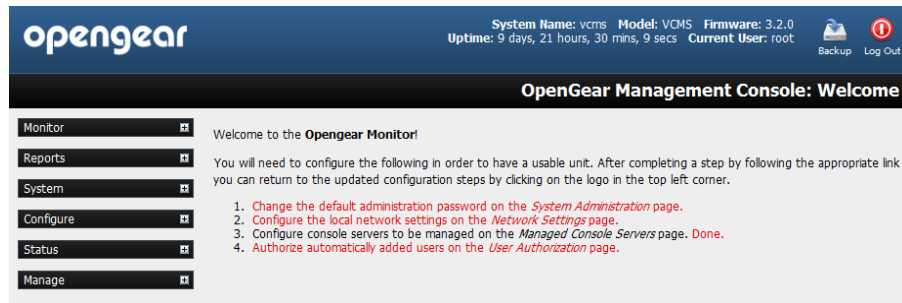 opengear
System Name: vcms Model: VCMS Firmware: 3.2.0
Uptime: 9 days, 21 hours, 30 mins, 9 secs Current User: root
Backup
Log Out
OpenGear Management Console: Welcome
Monitor
Reports
System
Configure
Status
Manage
Welcome to the Opengear Monitor!
You will need to configure the following in order to have a usable unit. After completing a step by following the appropriate link
you can return to the updated configuration steps by clicking on the logo in the top left corner.
1. Change the default administration password on the System Administration page.
2. Configure the local network settings on the Network Settings page.
3. Configure console servers to be managed on the Managed Console Servers page. Done.
4. Authorize automatically added users on the User Authorization page.